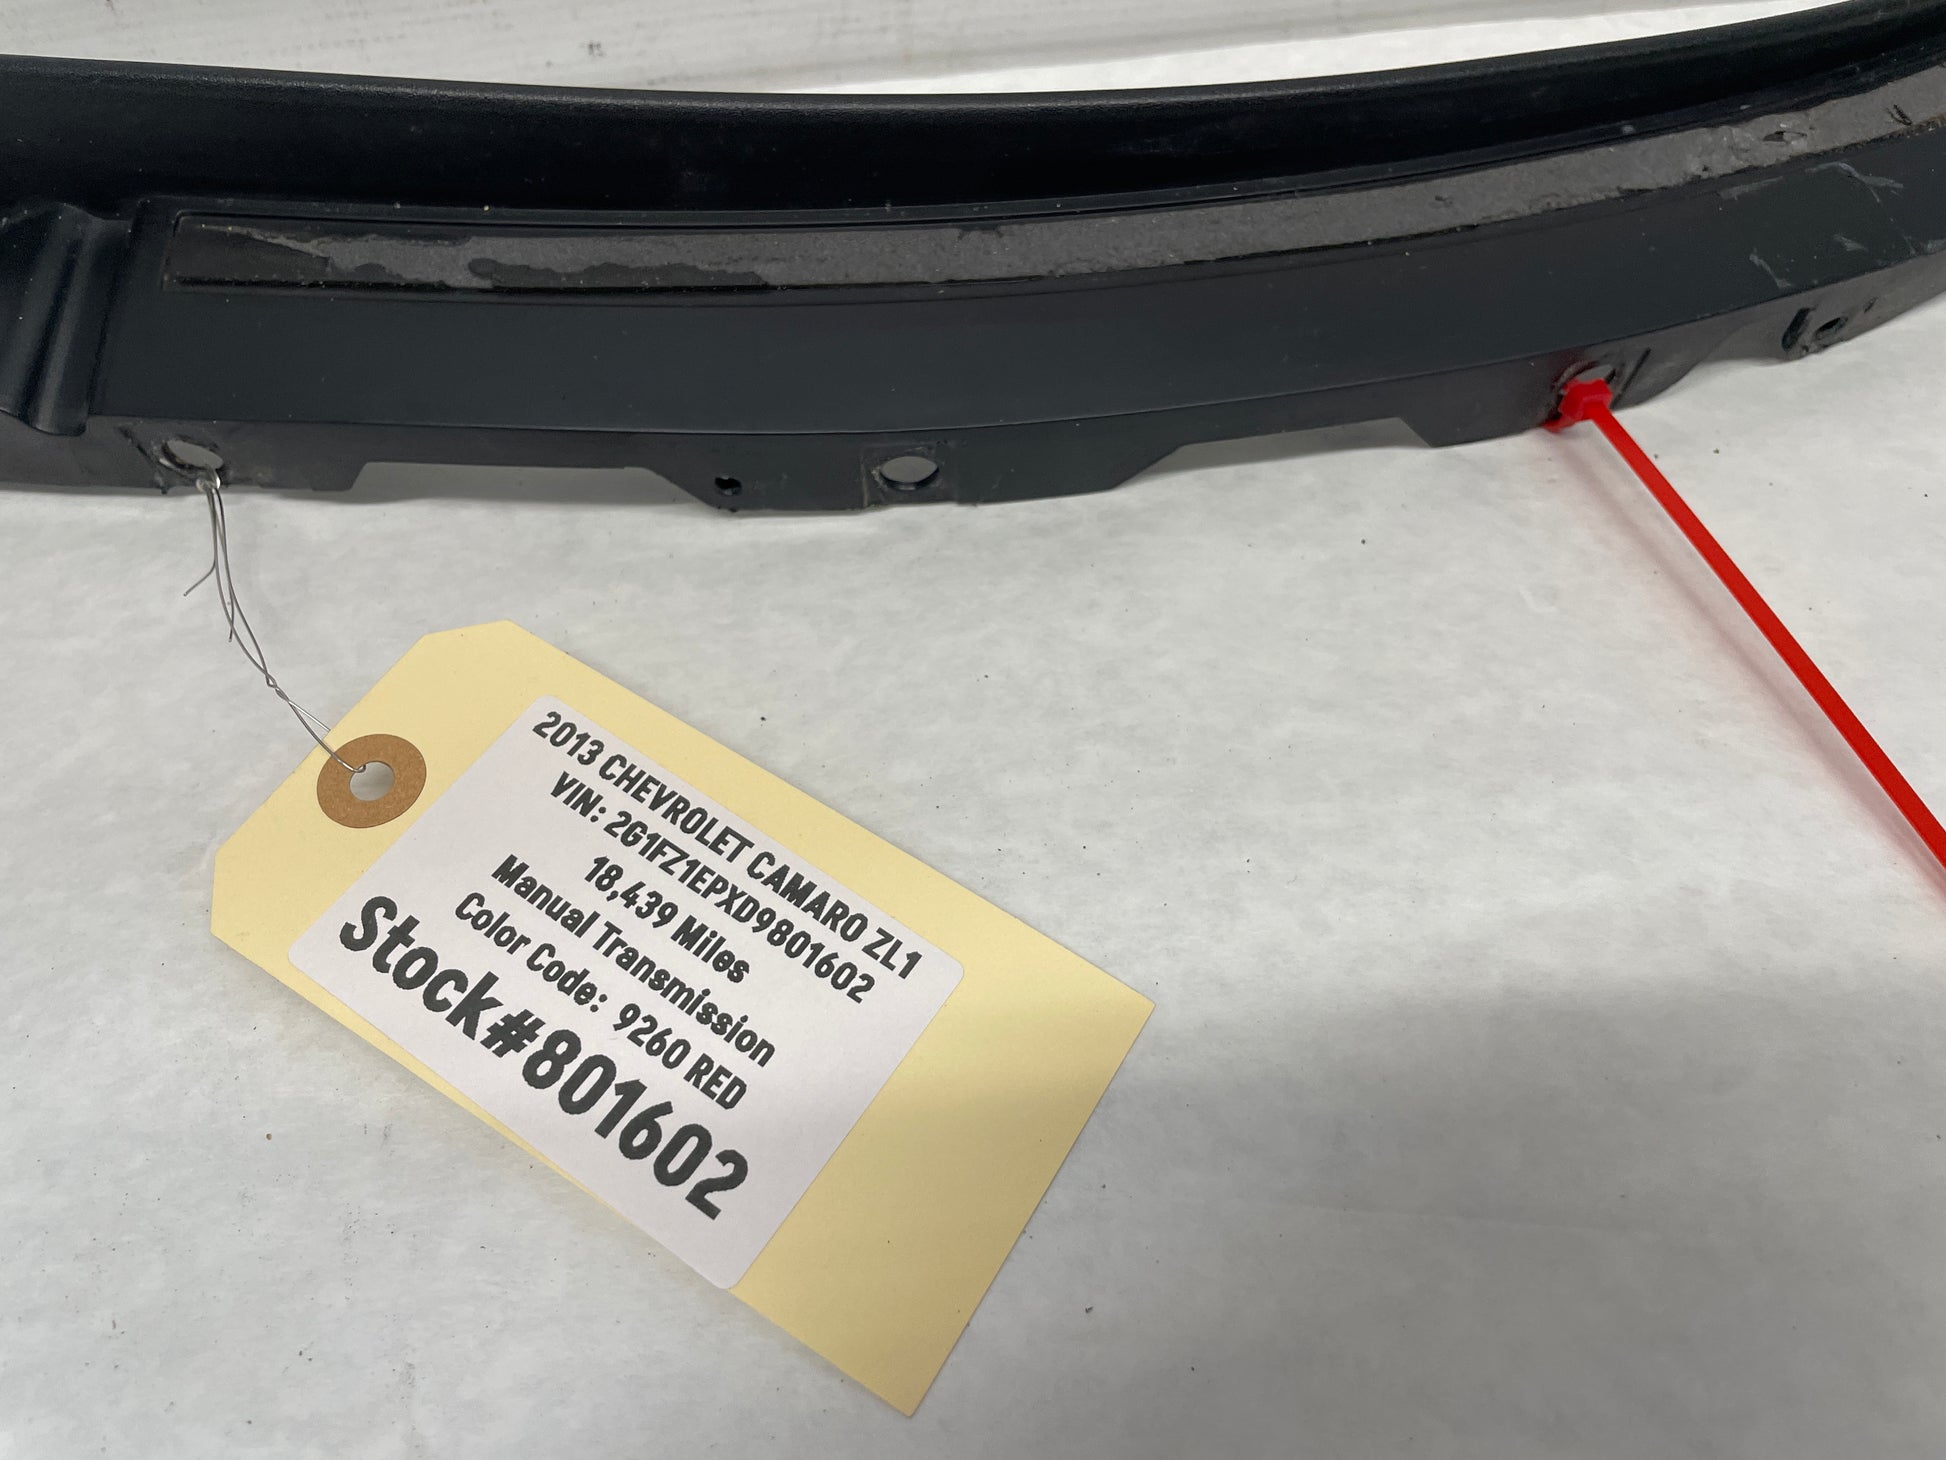 2013 CHEVROLET CAMARO ZL1
VIN: 2G1FZ1EPXD9801602
18,439 Miles
Manual Transmission
Color Code: 9260 RED
Stock#801602